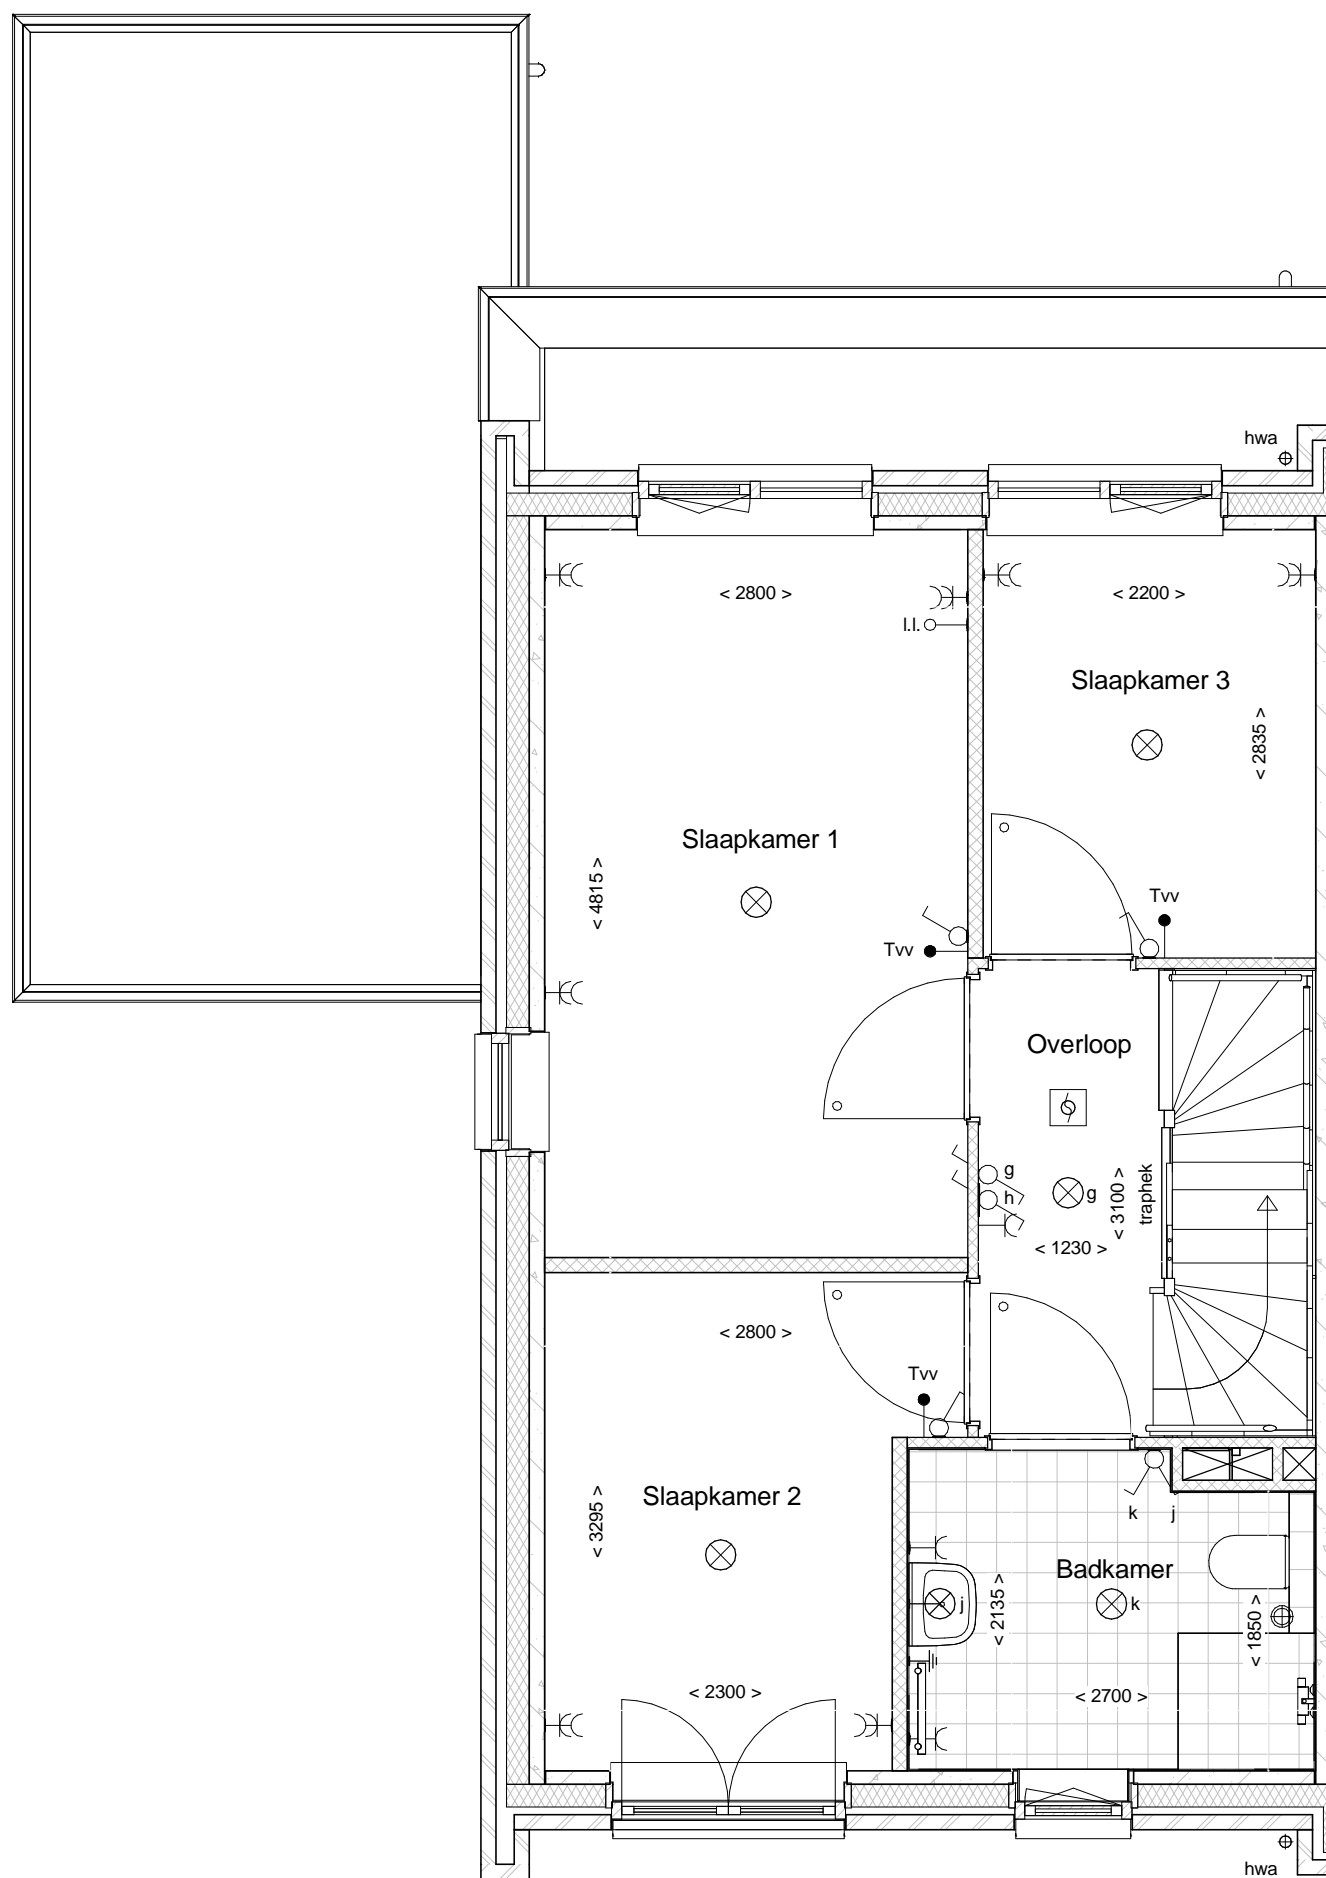 hwa
< 2800 >
< 2200 >
l.l.
Slaapkamer 3
< 2835 >
Slaapkamer 1
< 4815 >
Tvv
Tvv
Overloop
g
h
g
< 3100 >
traphek
< 1230 >
< 2800 >
Tvv
Slaapkamer 2
< 3295 >
k
j
Badkamer
j
< 2135 >
k
< 1850 >
< 2300 >
< 2700 >
hwa